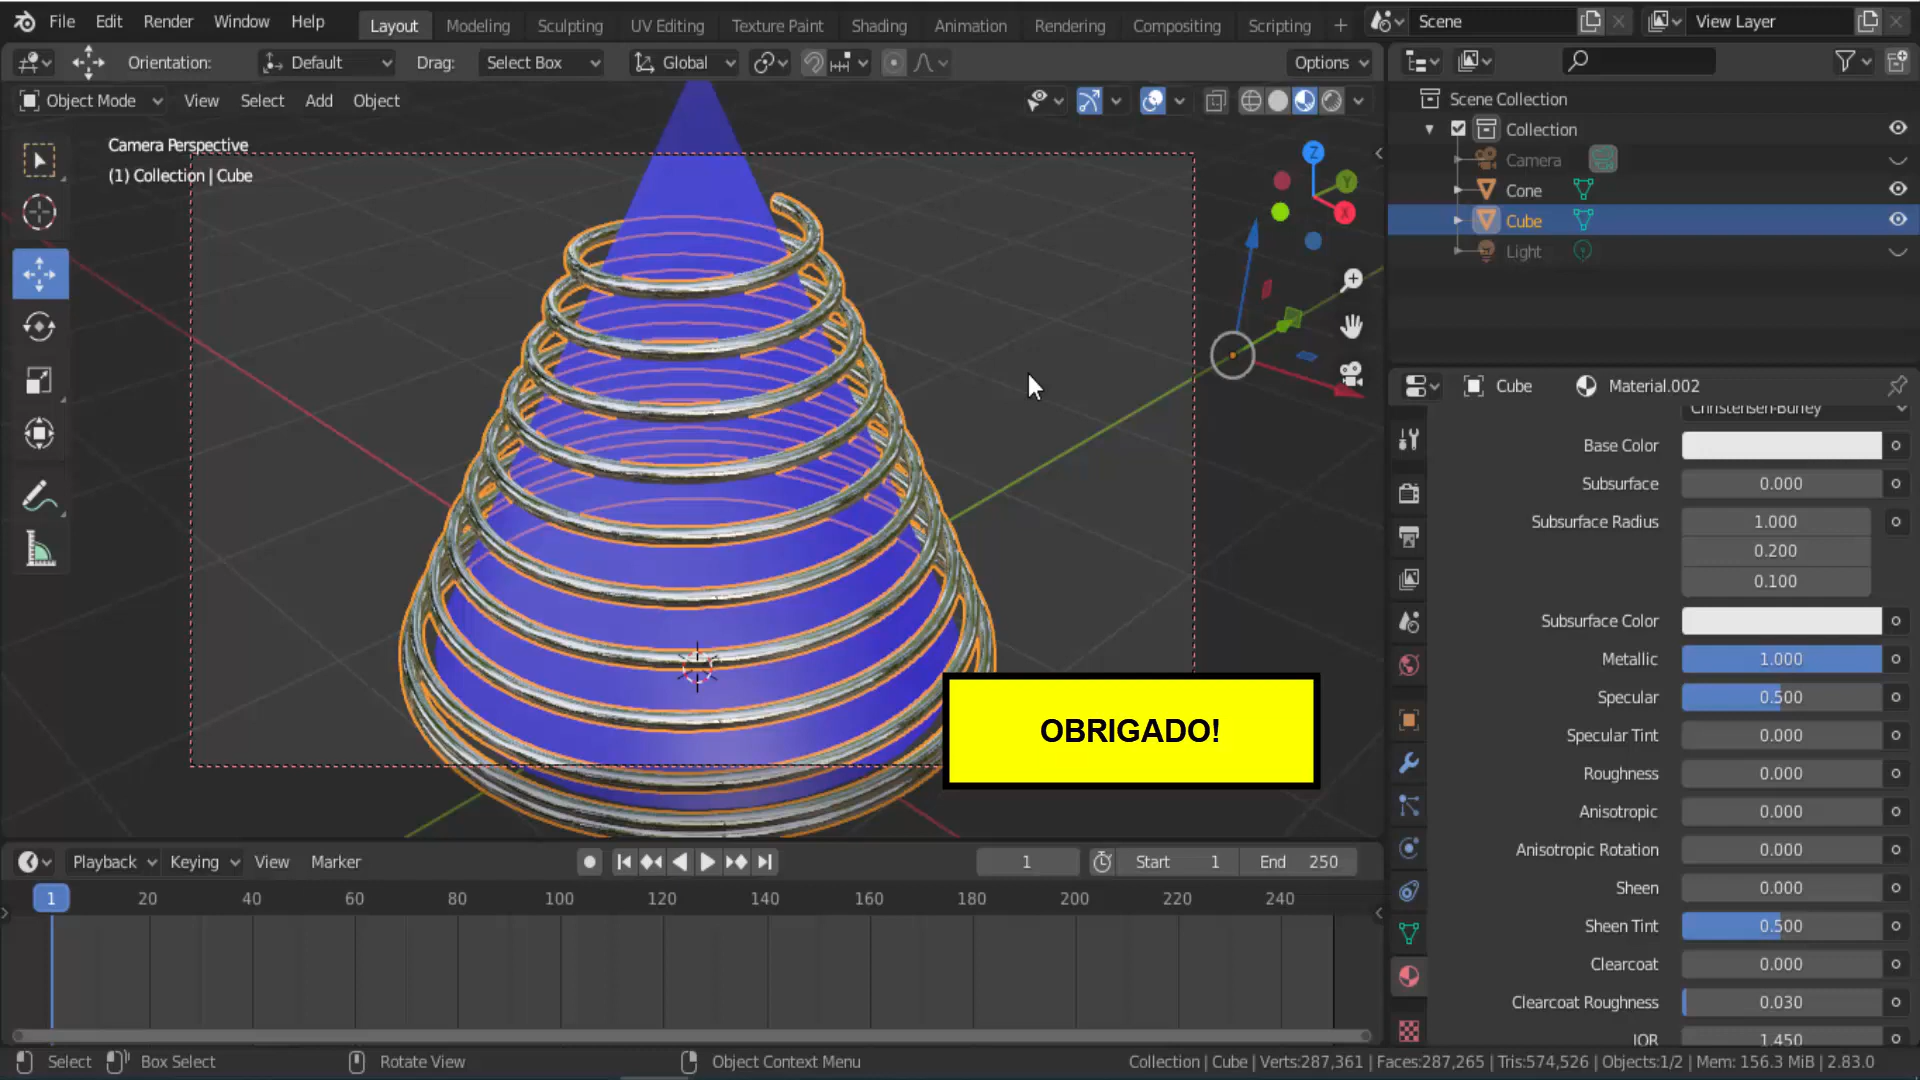 File Edit Render Window Help Layout Modeling Sculpting UV Editing Texture Paint Shading Animation Rendering Compositing Scripting + Scene View Layer
Orientation: Default Drag: Select Box Global Options
Object Mode View Select Add Object
Camera Perspective
(1) Collection | Cube
Z
Y
X
Scene Collection
Collection
Camera
Cone
Cube
Light
Cube Material.002
Christensen-Burley
Base Color
Subsurface 0.000
Subsurface Radius 1.000
0.200
0.100
Subsurface Color
Metallic 1.000
Specular 0.500
Specular Tint 0.000
Roughness 0.000
Anisotropic 0.000
Anisotropic Rotation 0.000
Sheen 0.000
Sheen Tint 0.500
Clearcoat 0.000
Clearcoat Roughness 0.030
IOR 1.450
OBRIGADO!
Playback Keying View Marker 1 Start 1 End 250
1 20 40 60 80 100 120 140 160 180 200 220 240
Select Box Select Rotate View Object Context Menu Collection | Cube | Verts:287,361 | Faces:287,265 | Tris:574,526 | Objects:1/2 | Mem: 156.3 MiB | 2.83.0